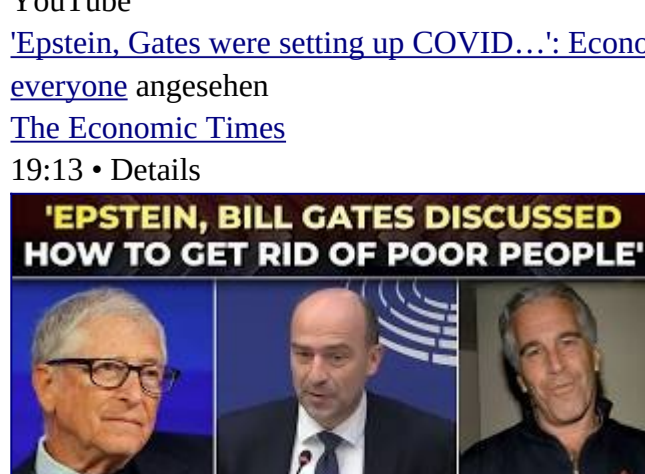 YouTube
'Epstein, Gates were setting up COVID…': Econo
everyone angesehen
The Economic Times
19:13 • Details
'EPSTEIN, BILL GATES DISCUSSED
HOW TO GET RID OF POOR PEOPLE'